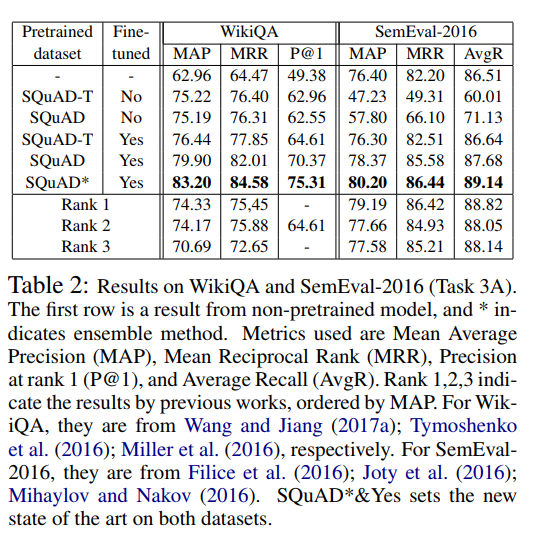 Pretrained Fine- WikiQA SemEval-2016
dataset tuned MAP MRR P@1 MAP MRR AvgR
- - 62.96 64.47 49.38 76.40 82.20 86.51
SQuAD-T No 75.22 76.40 62.96 47.23 49.31 60.01
SQuAD No 75.19 76.31 62.55 57.80 66.10 71.13
SQuAD-T Yes 76.44 77.85 64.61 76.30 82.51 86.64
SQuAD Yes 79.90 82.01 70.37 78.37 85.58 87.68
SQuAD* Yes 83.20 84.58 75.31 80.20 86.44 89.14
Rank 1 74.33 75,45 - 79.19 86.42 88.82
Rank 2 74.17 75.88 64.61 77.66 84.93 88.05
Rank 3 70.69 72.65 - 77.58 85.21 88.14
Table 2: Results on WikiQA and SemEval-2016 (Task 3A).
The first row is a result from non-pretrained model, and * in-
dicates ensemble method. Metrics used are Mean Average
Precision (MAP), Mean Reciprocal Rank (MRR), Precision
at rank 1 (P@1), and Average Recall (AvgR). Rank 1,2,3 indi-
cate the results by previous works, ordered by MAP. For Wik-
iQA, they are from Wang and Jiang (2017a); Tymoshenko
et al. (2016); Miller et al. (2016), respectively. For SemEval-
2016, they are from Filice et al. (2016); Joty et al. (2016);
Mihaylov and Nakov (2016). SQuAD*&Yes sets the new
state of the art on both datasets.